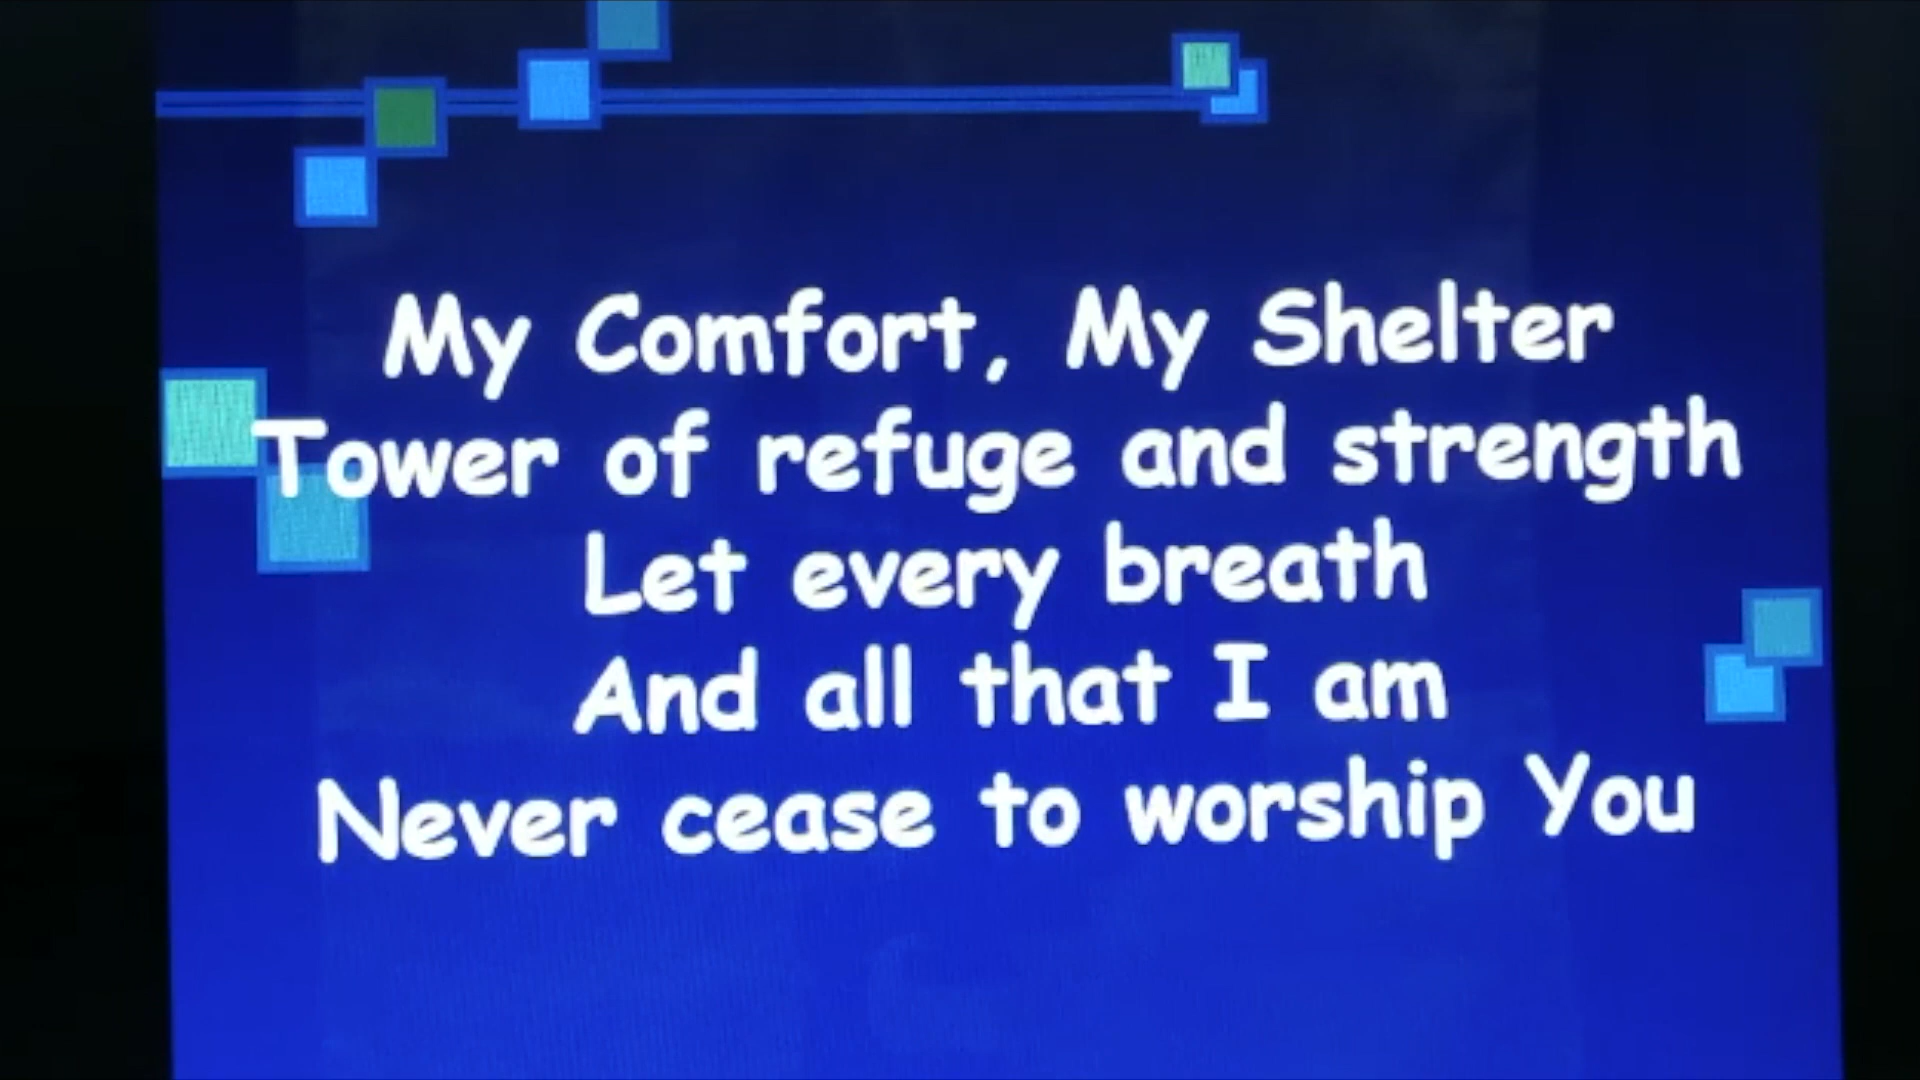 My Comfort, My Shelter
Tower of refuge and strength
Let every breath
And all that I am
Never cease to worship You